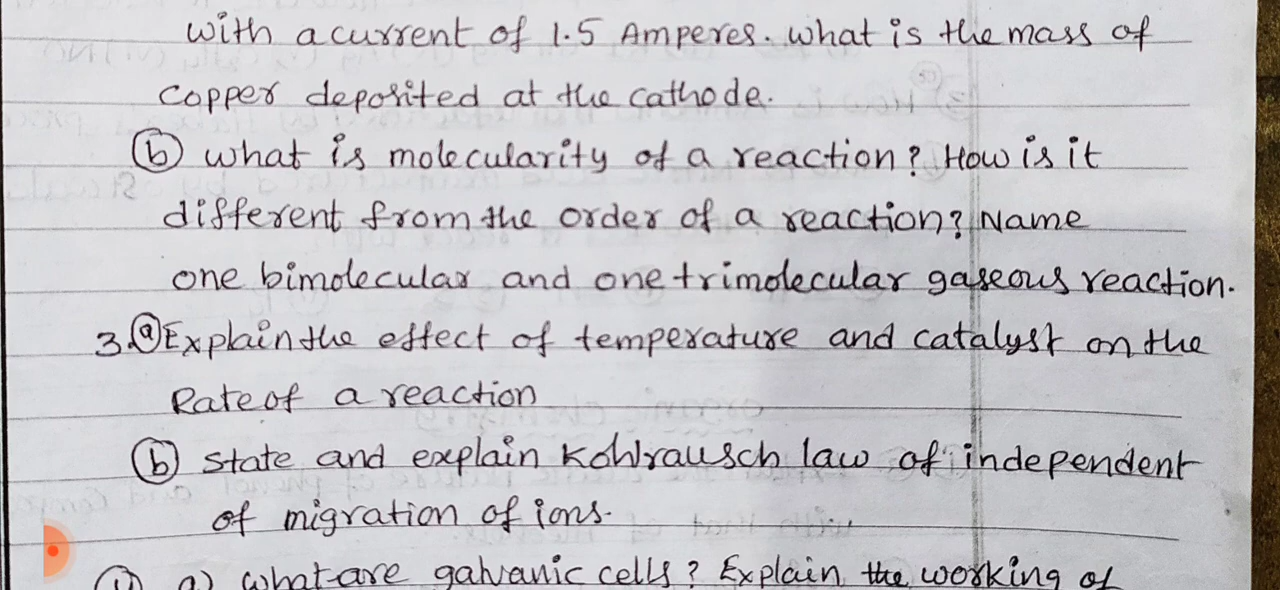 with a current of 1.5 Amperes. what is the mass of
copper deposited at the cathode.
(b) what is molecularity of a reaction? How is it
different from the order of a reaction? Name
one bimolecular and one trimolecular gaseous reaction.
3. (a) Explain the effect of temperature and catalyst on the
Rate of a reaction
(b) state and explain Kohlrausch law of independent
of migration of ions.
a) what are galvanic cells? Explain the working of